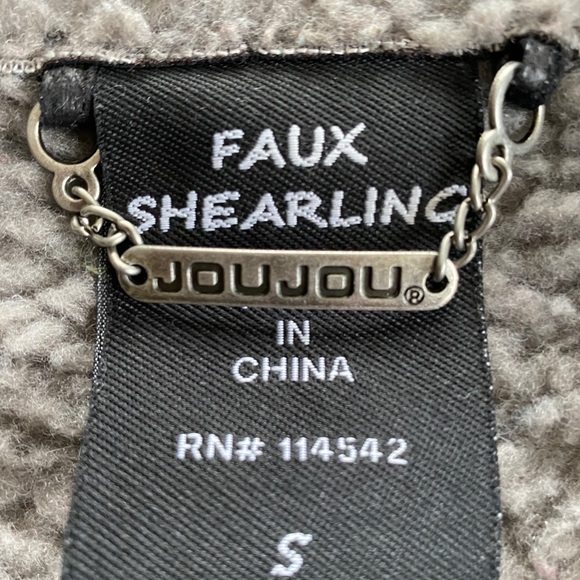 FAUX
SHEARLING
JOUJOU®
IN
CHINA
RN# 114542
S